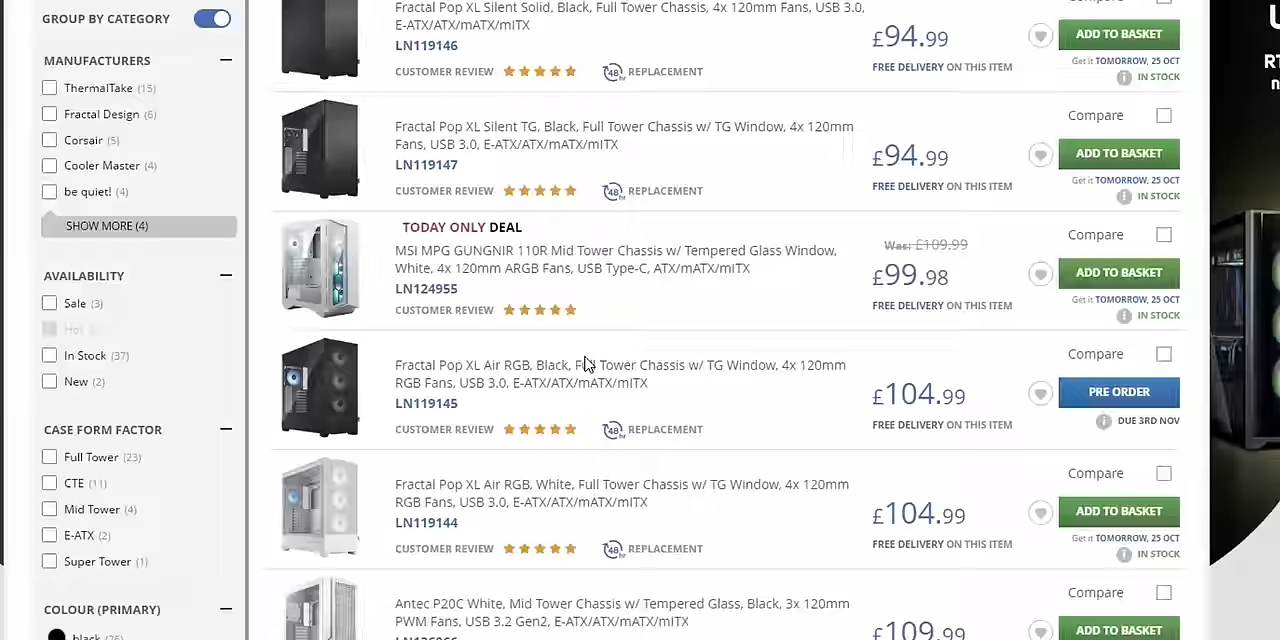 GROUP BY CATEGORY
MANUFACTURERS
ThermalTake (15)
Fractal Design (6)
Corsair (5)
Cooler Master (4)
be quiet! (4)
SHOW MORE (4)
AVAILABILITY
Sale (3)
In Stock (37)
New (2)
CASE FORM FACTOR
Full Tower (23)
CTE (11)
Mid Tower (4)
E-ATX (2)
Super Tower (1)
COLOUR (PRIMARY)
black (26)
Fractal Pop XL Silent Solid, Black, Full Tower Chassis, 4x 120mm Fans, USB 3.0,
E-ATX/ATX/mATX/mITX
LN119146
CUSTOMER REVIEW
48hr REPLACEMENT
£94.99
FREE DELIVERY ON THIS ITEM
ADD TO BASKET
Get it TOMORROW, 25 OCT
IN STOCK
Fractal Pop XL Silent TG, Black, Full Tower Chassis w/ TG Window, 4x 120mm
Fans, USB 3.0, E-ATX/ATX/mATX/mITX
LN119147
CUSTOMER REVIEW
48hr REPLACEMENT
£94.99
FREE DELIVERY ON THIS ITEM
Compare
ADD TO BASKET
Get it TOMORROW, 25 OCT
IN STOCK
TODAY ONLY DEAL
MSI MPG GUNGNIR 110R Mid Tower Chassis w/ Tempered Glass Window,
White, 4x 120mm ARGB Fans, USB Type-C, ATX/mATX/mITX
LN124955
CUSTOMER REVIEW
Was: £109.99
£99.98
FREE DELIVERY ON THIS ITEM
Compare
ADD TO BASKET
Get it TOMORROW, 25 OCT
IN STOCK
Fractal Pop XL Air RGB, Black, Full Tower Chassis w/ TG Window, 4x 120mm
RGB Fans, USB 3.0, E-ATX/ATX/mATX/mITX
LN119145
CUSTOMER REVIEW
48hr REPLACEMENT
£104.99
FREE DELIVERY ON THIS ITEM
Compare
PRE ORDER
DUE 3RD NOV
Fractal Pop XL Air RGB, White, Full Tower Chassis w/ TG Window, 4x 120mm
RGB Fans, USB 3.0, E-ATX/ATX/mATX/mITX
LN119144
CUSTOMER REVIEW
48hr REPLACEMENT
£104.99
FREE DELIVERY ON THIS ITEM
Compare
ADD TO BASKET
Get it TOMORROW, 25 OCT
IN STOCK
Antec P20C White, Mid Tower Chassis w/ Tempered Glass, Black, 3x 120mm
PWM Fans, USB 3.2 Gen2, E-ATX/ATX/mATX/mITX
£109.99
Compare
ADD TO BASKET